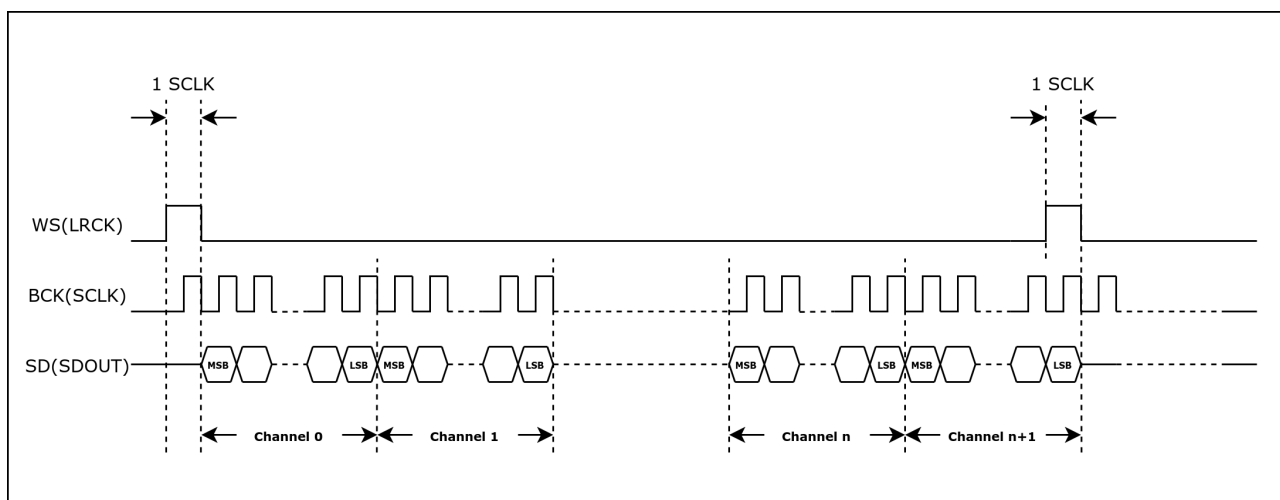 1 SCLK
1 SCLK
WS(LRCK)
BCK(SCLK)
SD(SDOUT)
MSB LSB MSB LSB MSB LSB MSB LSB
Channel 0 Channel 1 Channel n Channel n+1